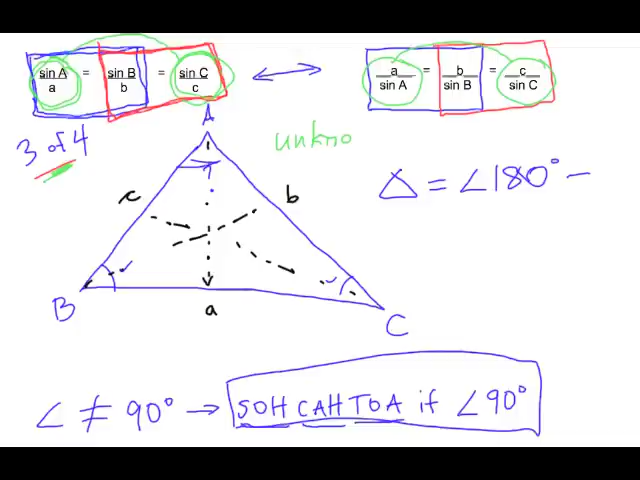 sin A = sin B = sin C
a b c
a = b = c
sin A sin B sin C
3 of 4
unkno
A
△ = ∠180° −
c
b
B
a
C
∠ ≠ 90° → SOH CAH TOA if ∠90°